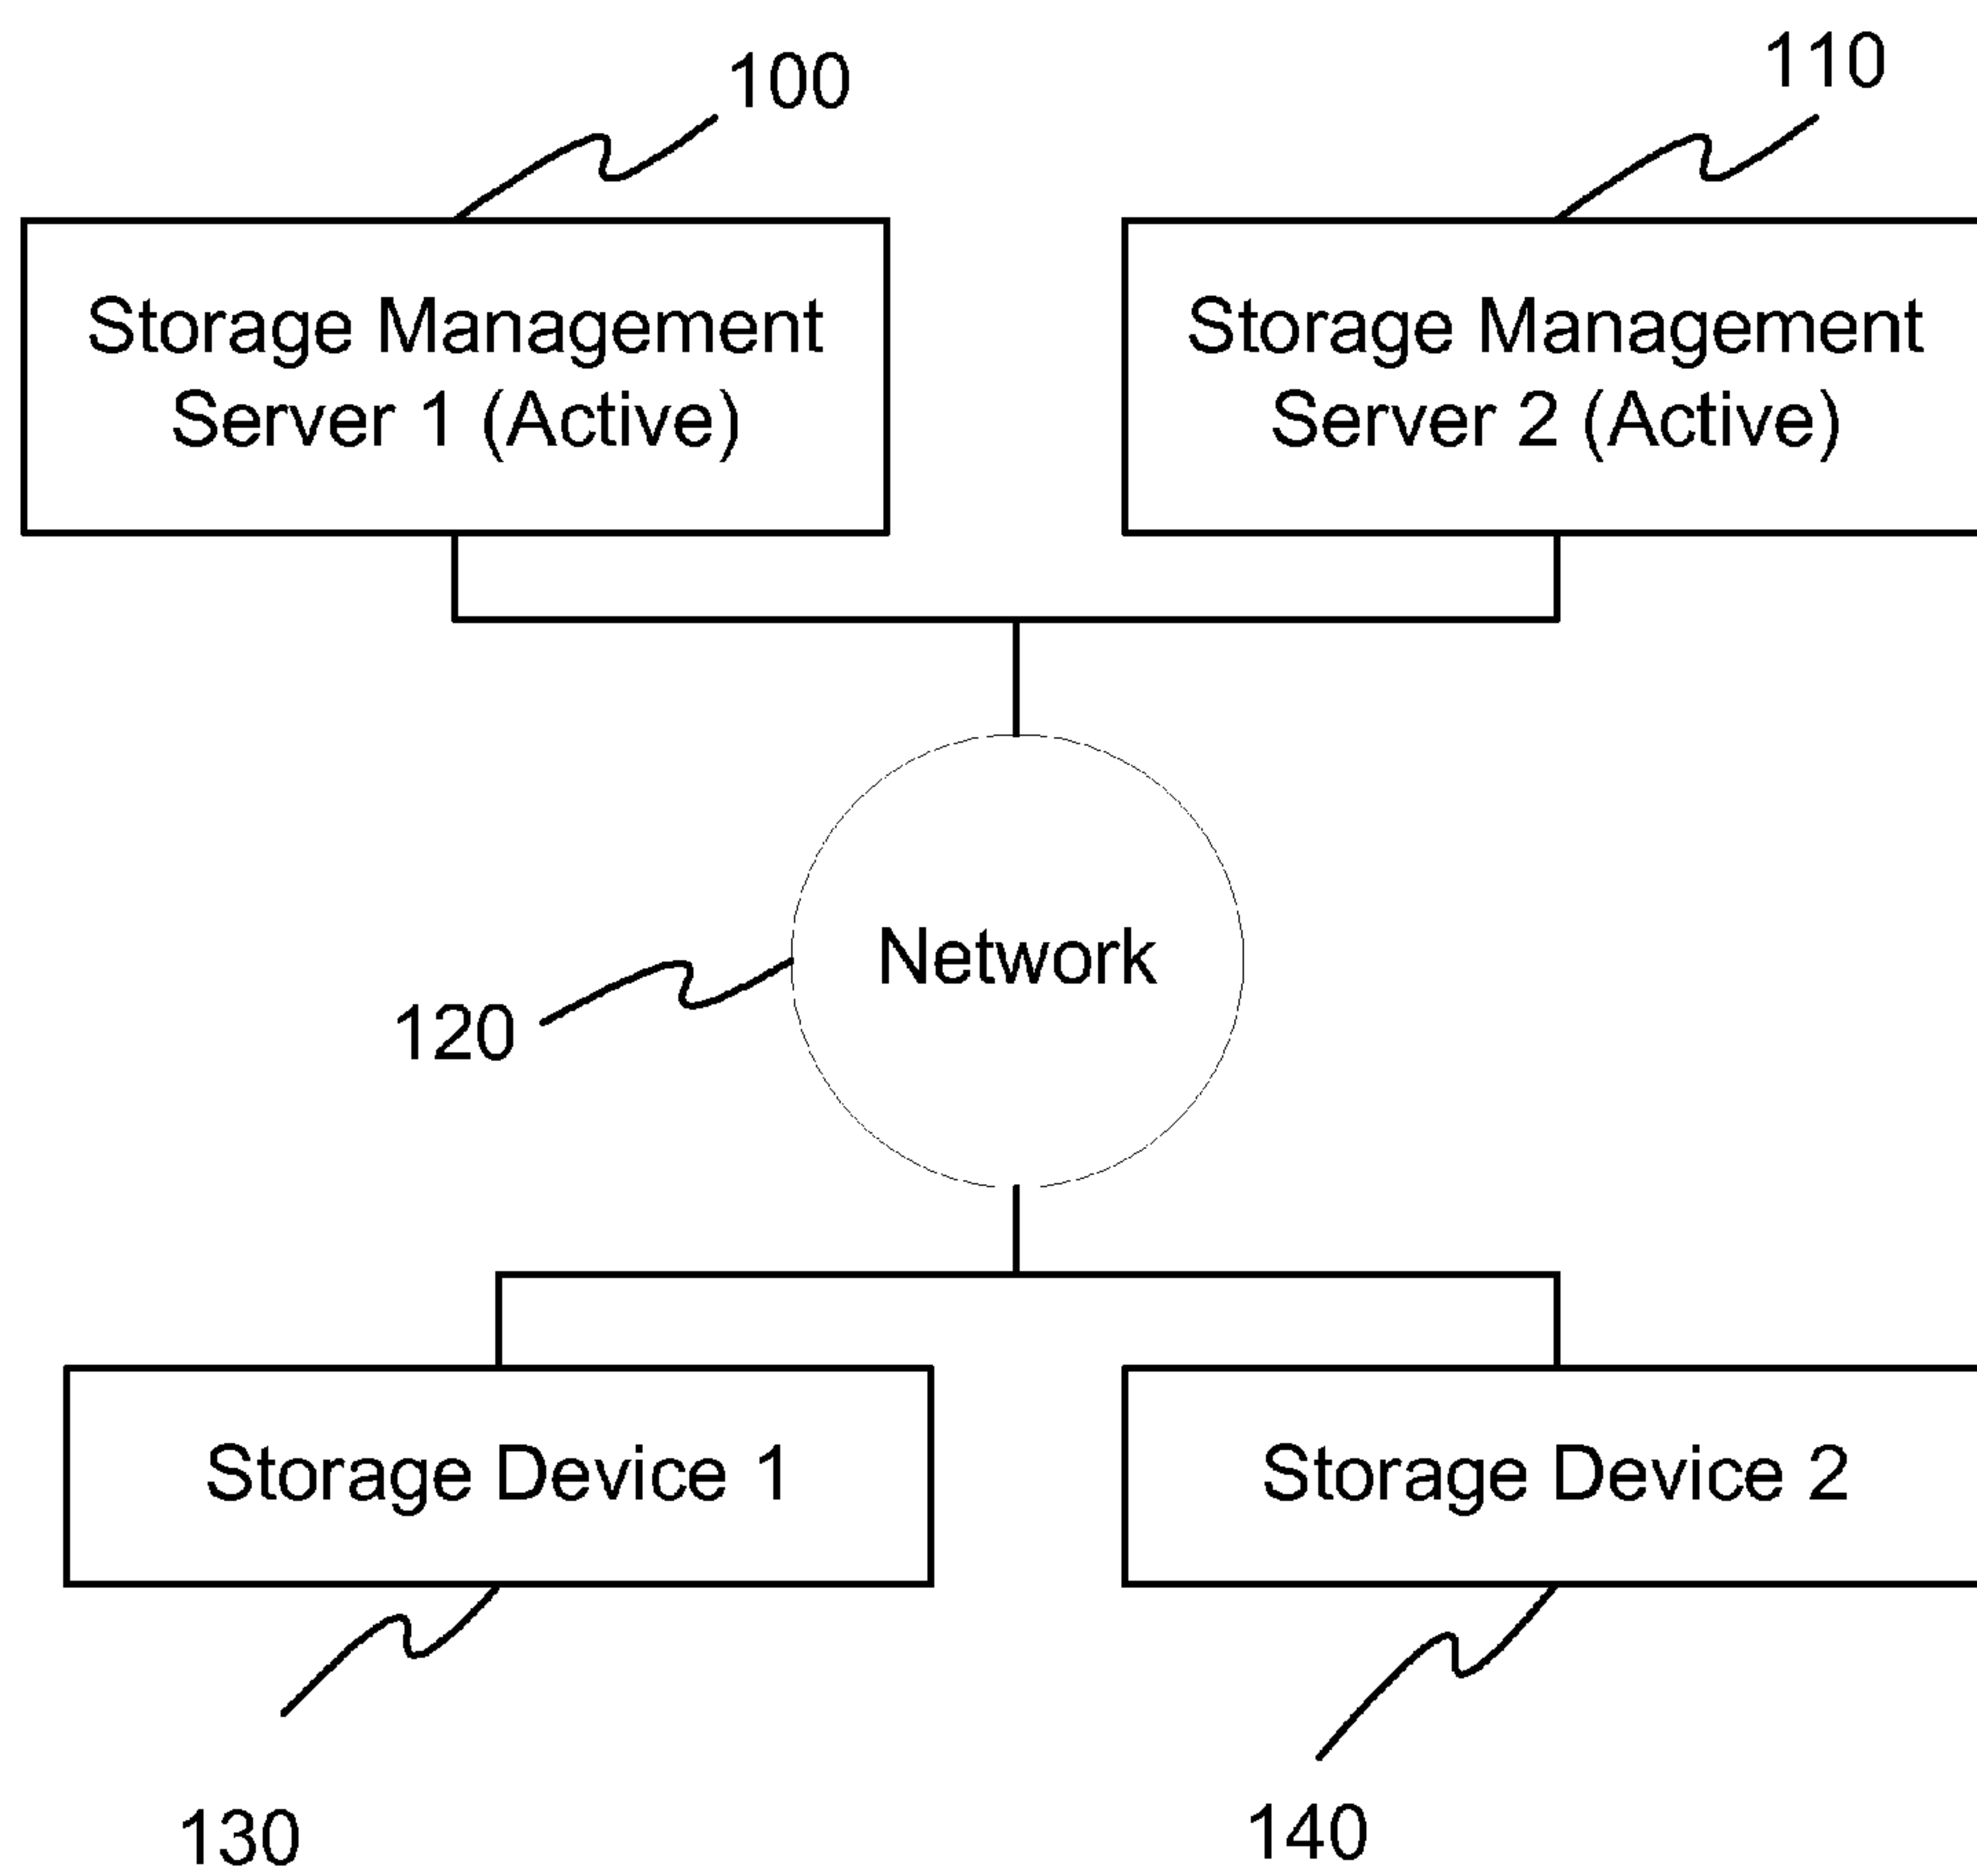 100
110
Storage Management
Server 1 (Active)
Storage Management
Server 2 (Active)
Network
120
Storage Device 1
Storage Device 2
130
140